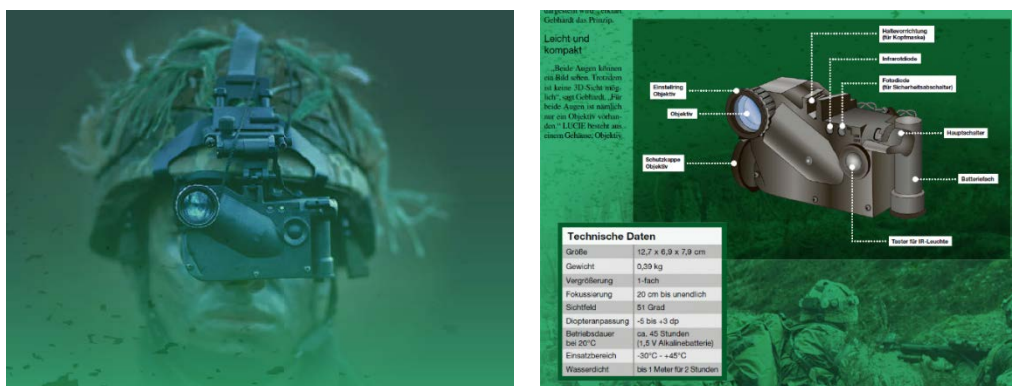 Gebhardt das Prinzip.
Leicht und
kompakt
„Beide Augen können
ein Bild sehen. Trotzdem
ist keine 3D-Sicht mög-
lich“, sagt Gebhardt. „Für
beide Augen ist nämlich
nur ein Objektiv vorhan-
den.“ LUCIE besteht aus
einem Gehäuse, Objektiv,
Haltevorrichtung
(für Kopfmaske)
Infrarotdiode
Fotodiode
(für Sicherheitsabschalter)
Einstellring
Objektiv
Objektiv
Hauptschalter
Schutzkappe
Objektiv
Batteriefach
Taster für IR-Leuchte
Technische Daten
Größe 12,7 x 6,9 x 7,9 cm
Gewicht 0,39 kg
Vergrößerung 1-fach
Fokussierung 20 cm bis unendlich
Sichtfeld 51 Grad
Diopteranpassung -5 bis +3 dp
Betriebsdauer ca. 45 Stunden
bei 20°C (1,5 V Alkalinebatterie)
Einsatzbereich -30°C - +45°C
Wasserdicht bis 1 Meter für 2 Stunden